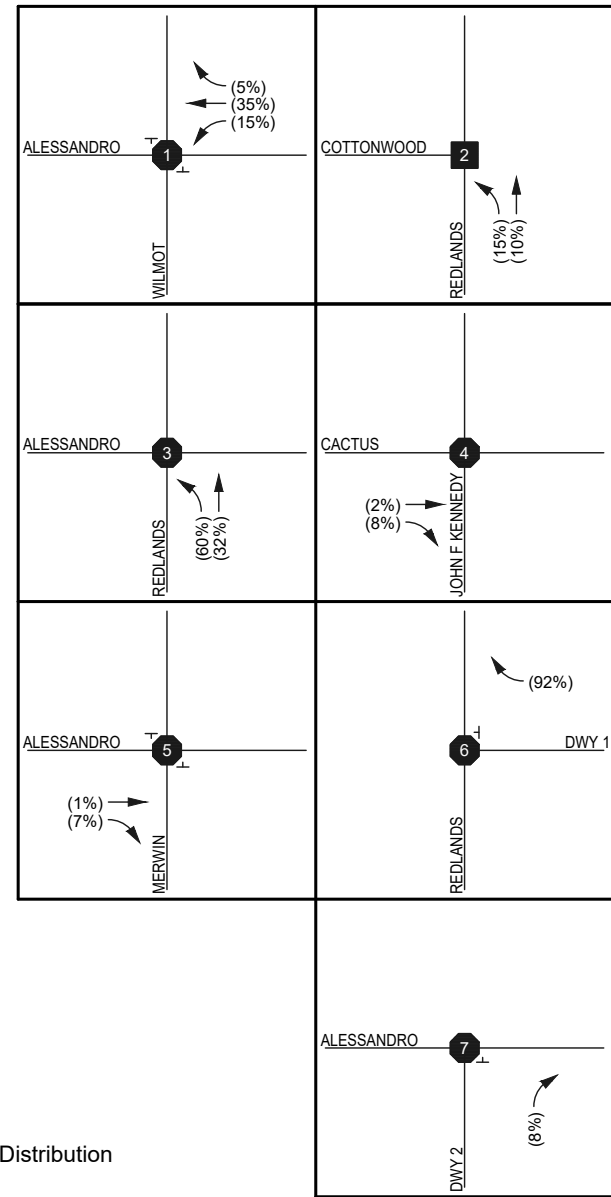 (5%)
(35%)
(15%)
ALESSANDRO
1
WILMOT
COTTONWOOD
2
REDLANDS
(15%)
(10%)
ALESSANDRO
3
REDLANDS
(60%)
(32%)
CACTUS
4
(2%)
(8%)
JOHN F KENNEDY
ALESSANDRO
5
(1%)
(7%)
MERWIN
(92%)
6
DWY 1
REDLANDS
ALESSANDRO
7
(8%)
DWY 2
Distribution